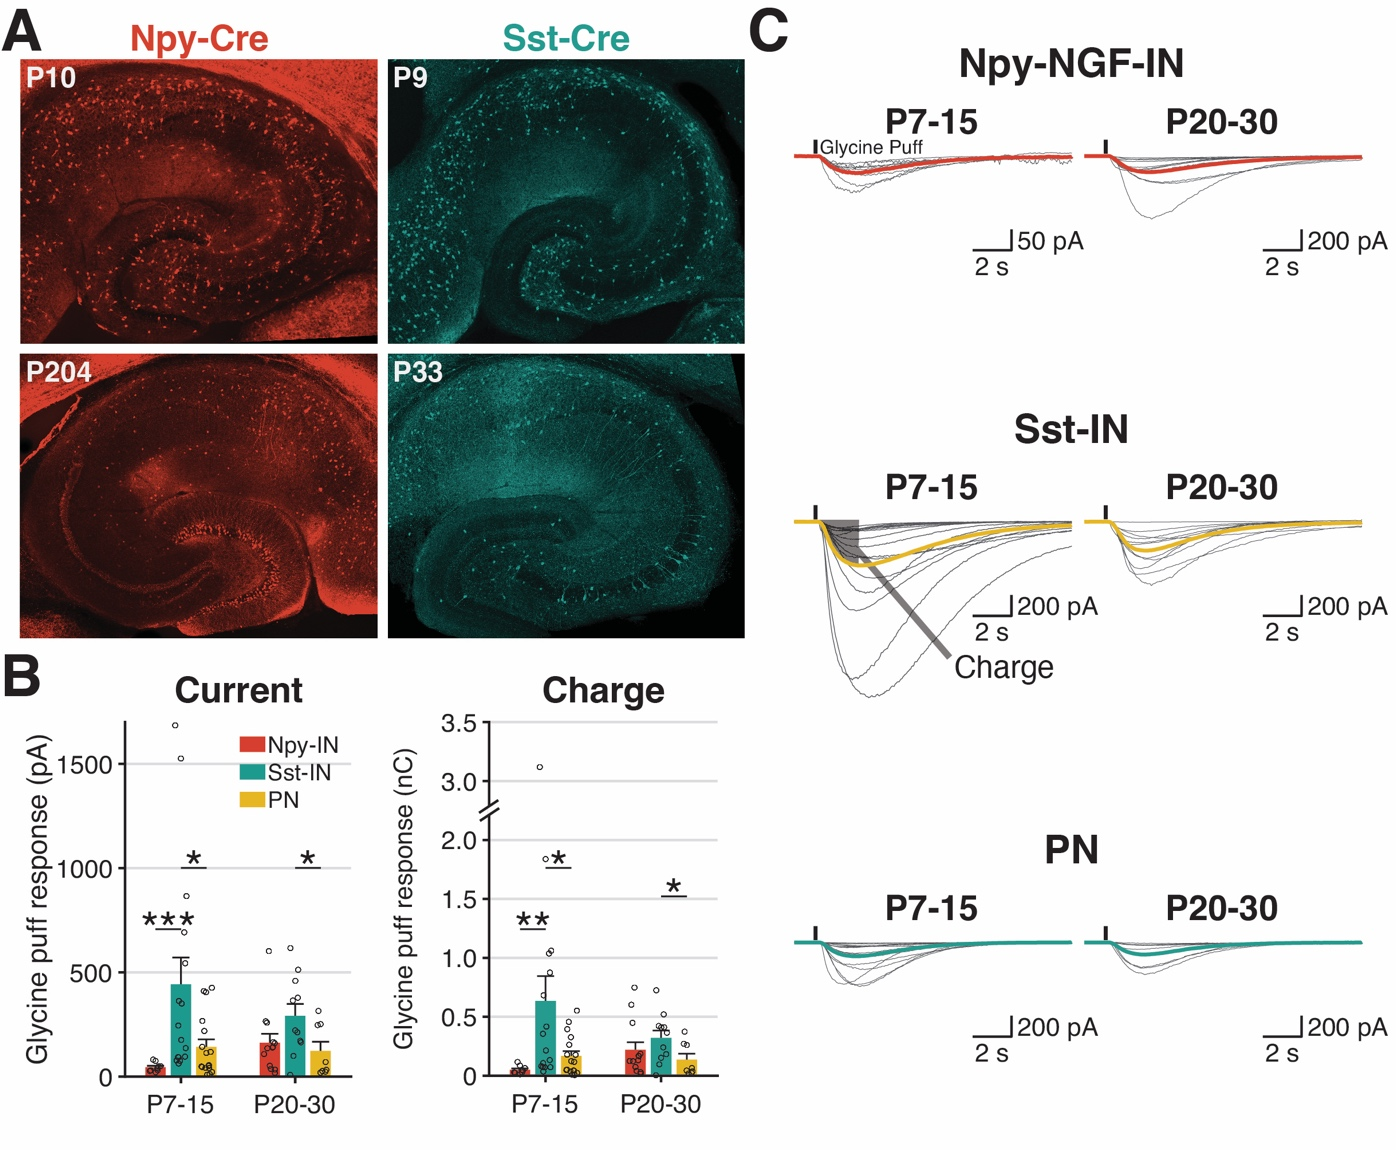 A
Npy-Cre
Sst-Cre
P10
P9
P204
P33
B
Current
Glycine puff response (pA)
1500
1000
500
0
Npy-IN
Sst-IN
PN
*
*
***
P7-15
P20-30
Charge
Glycine puff response (nC)
3.5
3.0
2.0
1.5
1.0
0.5
0
*
*
**
P7-15
P20-30
C
Npy-NGF-IN
P7-15
P20-30
Glycine Puff
50 pA
2 s
200 pA
2 s
Sst-IN
P7-15
P20-30
200 pA
2 s
200 pA
2 s
Charge
PN
P7-15
P20-30
200 pA
2 s
200 pA
2 s